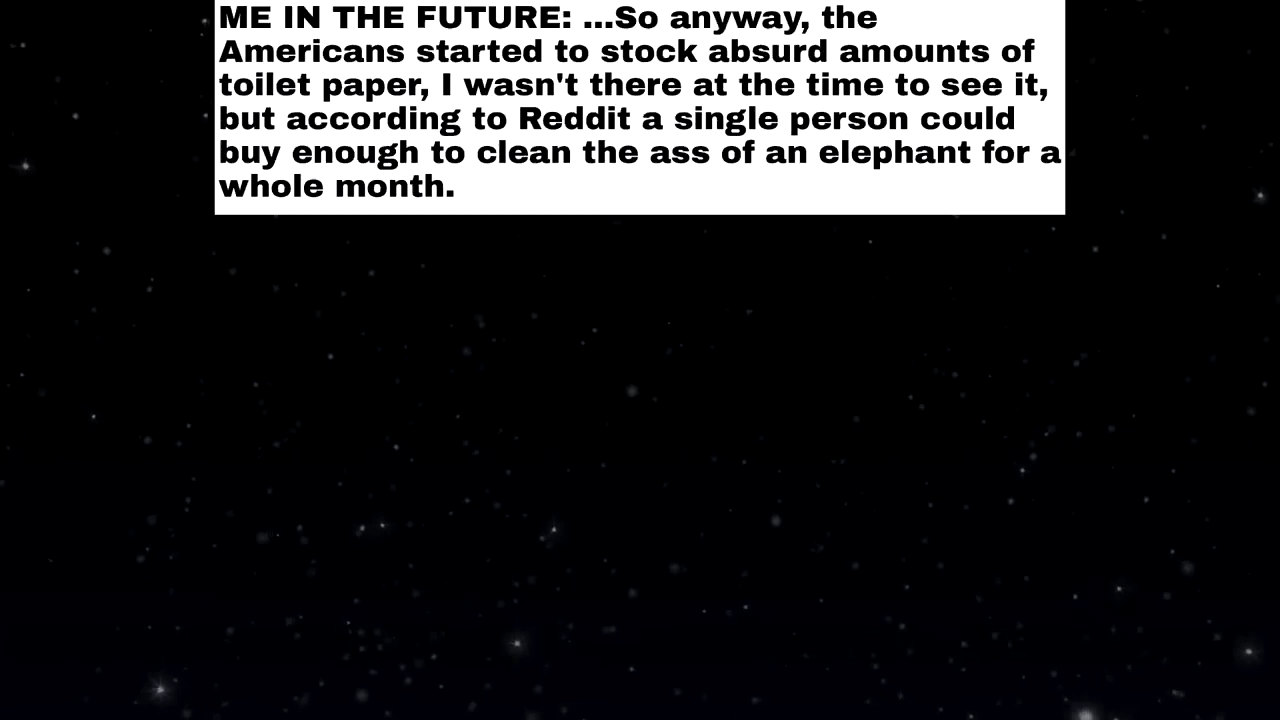 ME IN THE FUTURE: ...So anyway, the
Americans started to stock absurd amounts of
toilet paper, I wasn't there at the time to see it,
but according to Reddit a single person could
buy enough to clean the ass of an elephant for a
whole month.